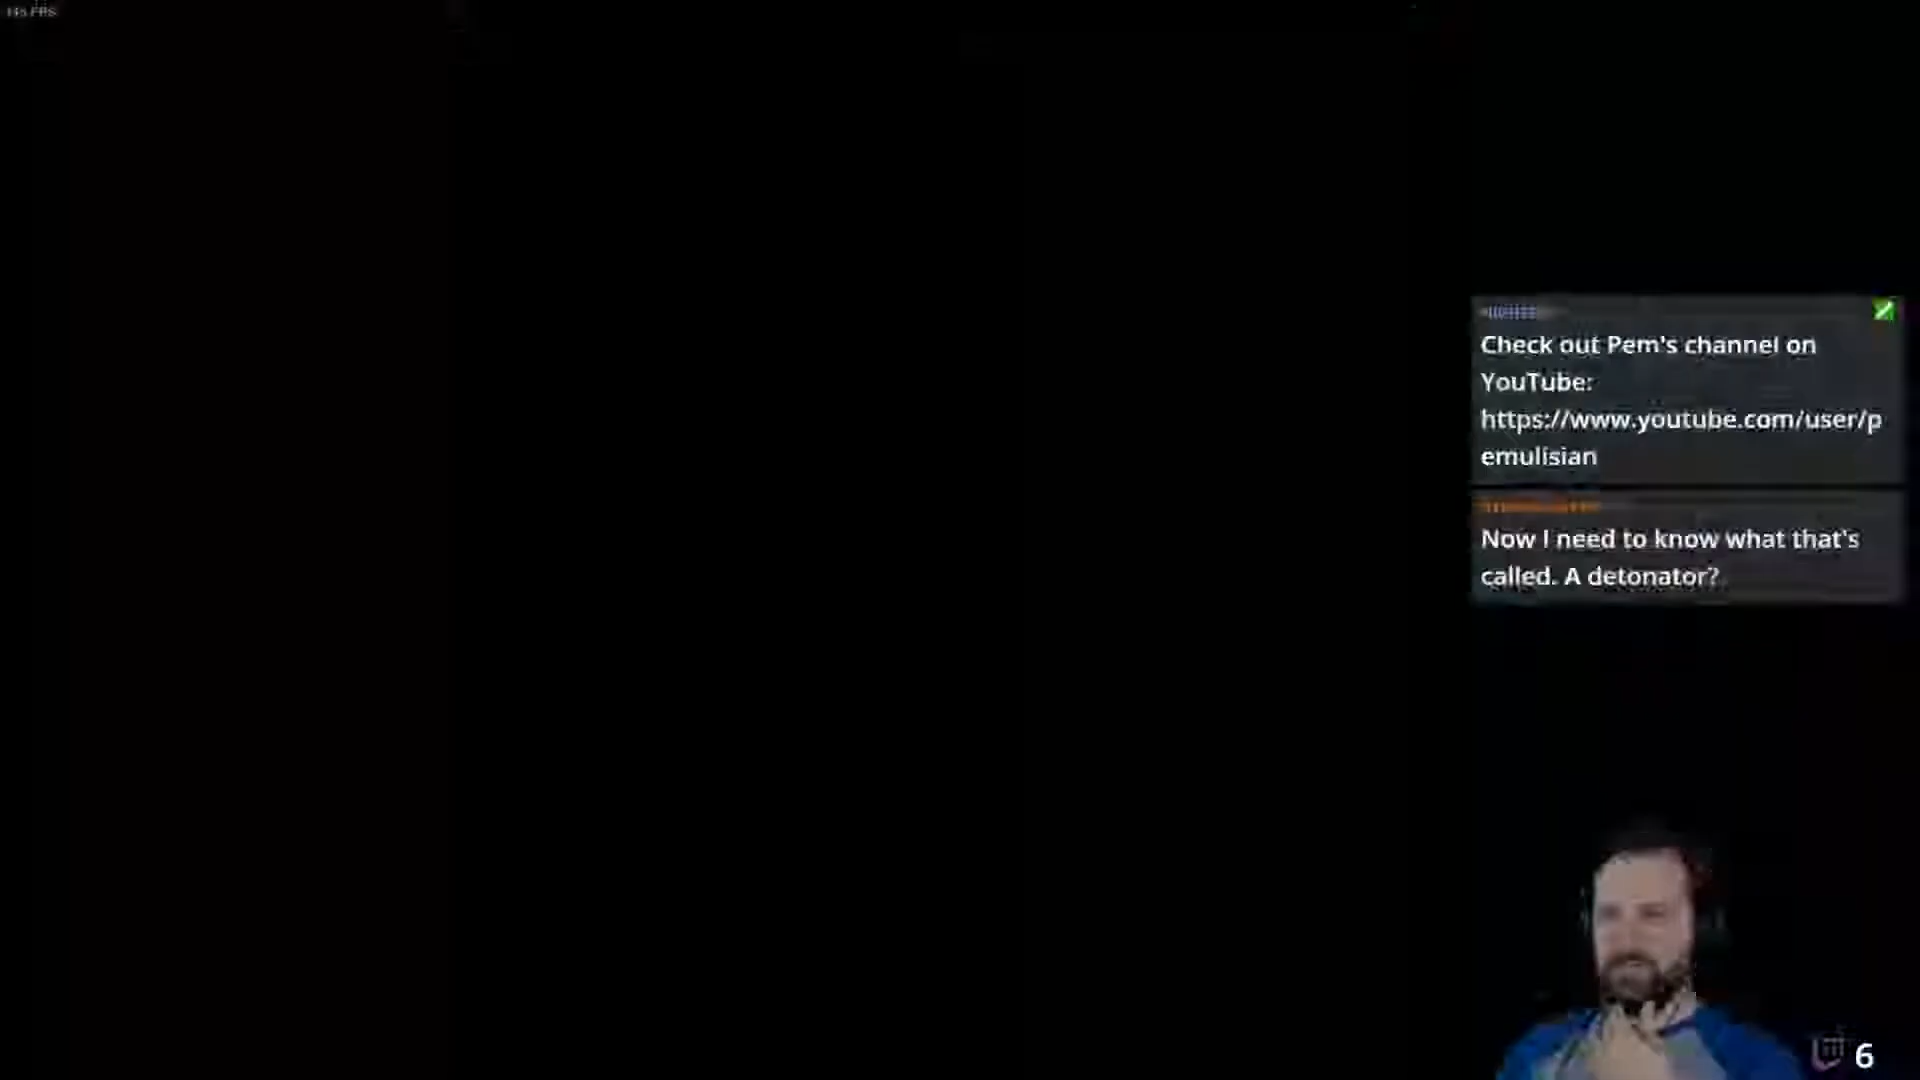 Check out Pem's channel on
YouTube:
https://www.youtube.com/user/p
emulisian
Now I need to know what that's
called. A detonator?
6